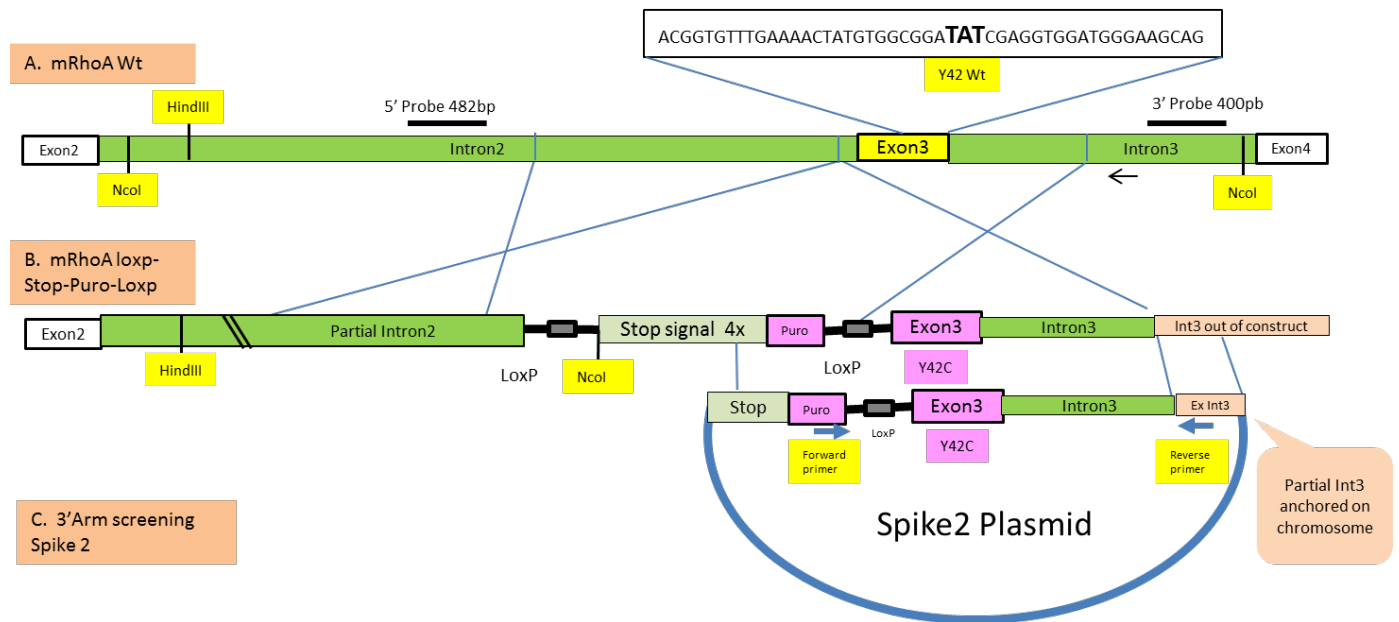 ACGGTGTTTGAAAACTATGTGGCGGATATCGAGGTGGATGGGAAGCAG
A. mRhoA Wt
Y42 Wt
HindIII
5' Probe 482bp
3' Probe 400pb
Exon2
Intron2
Exon3
Intron3
Exon4
NcoI
NcoI
B. mRhoA loxp-
Stop-Puro-Loxp
Exon2
Partial Intron2
Stop signal 4x
Puro
Exon3
Intron3
Int3 out of construct
HindIII
LoxP
NcoI
LoxP
Y42C
Stop
Puro
LoxP
Exon3
Intron3
Ex Int3
Y42C
Forward
primer
Reverse
primer
C. 3'Arm screening
Spike 2
Spike2 Plasmid
Partial Int3
anchored on
chromosome